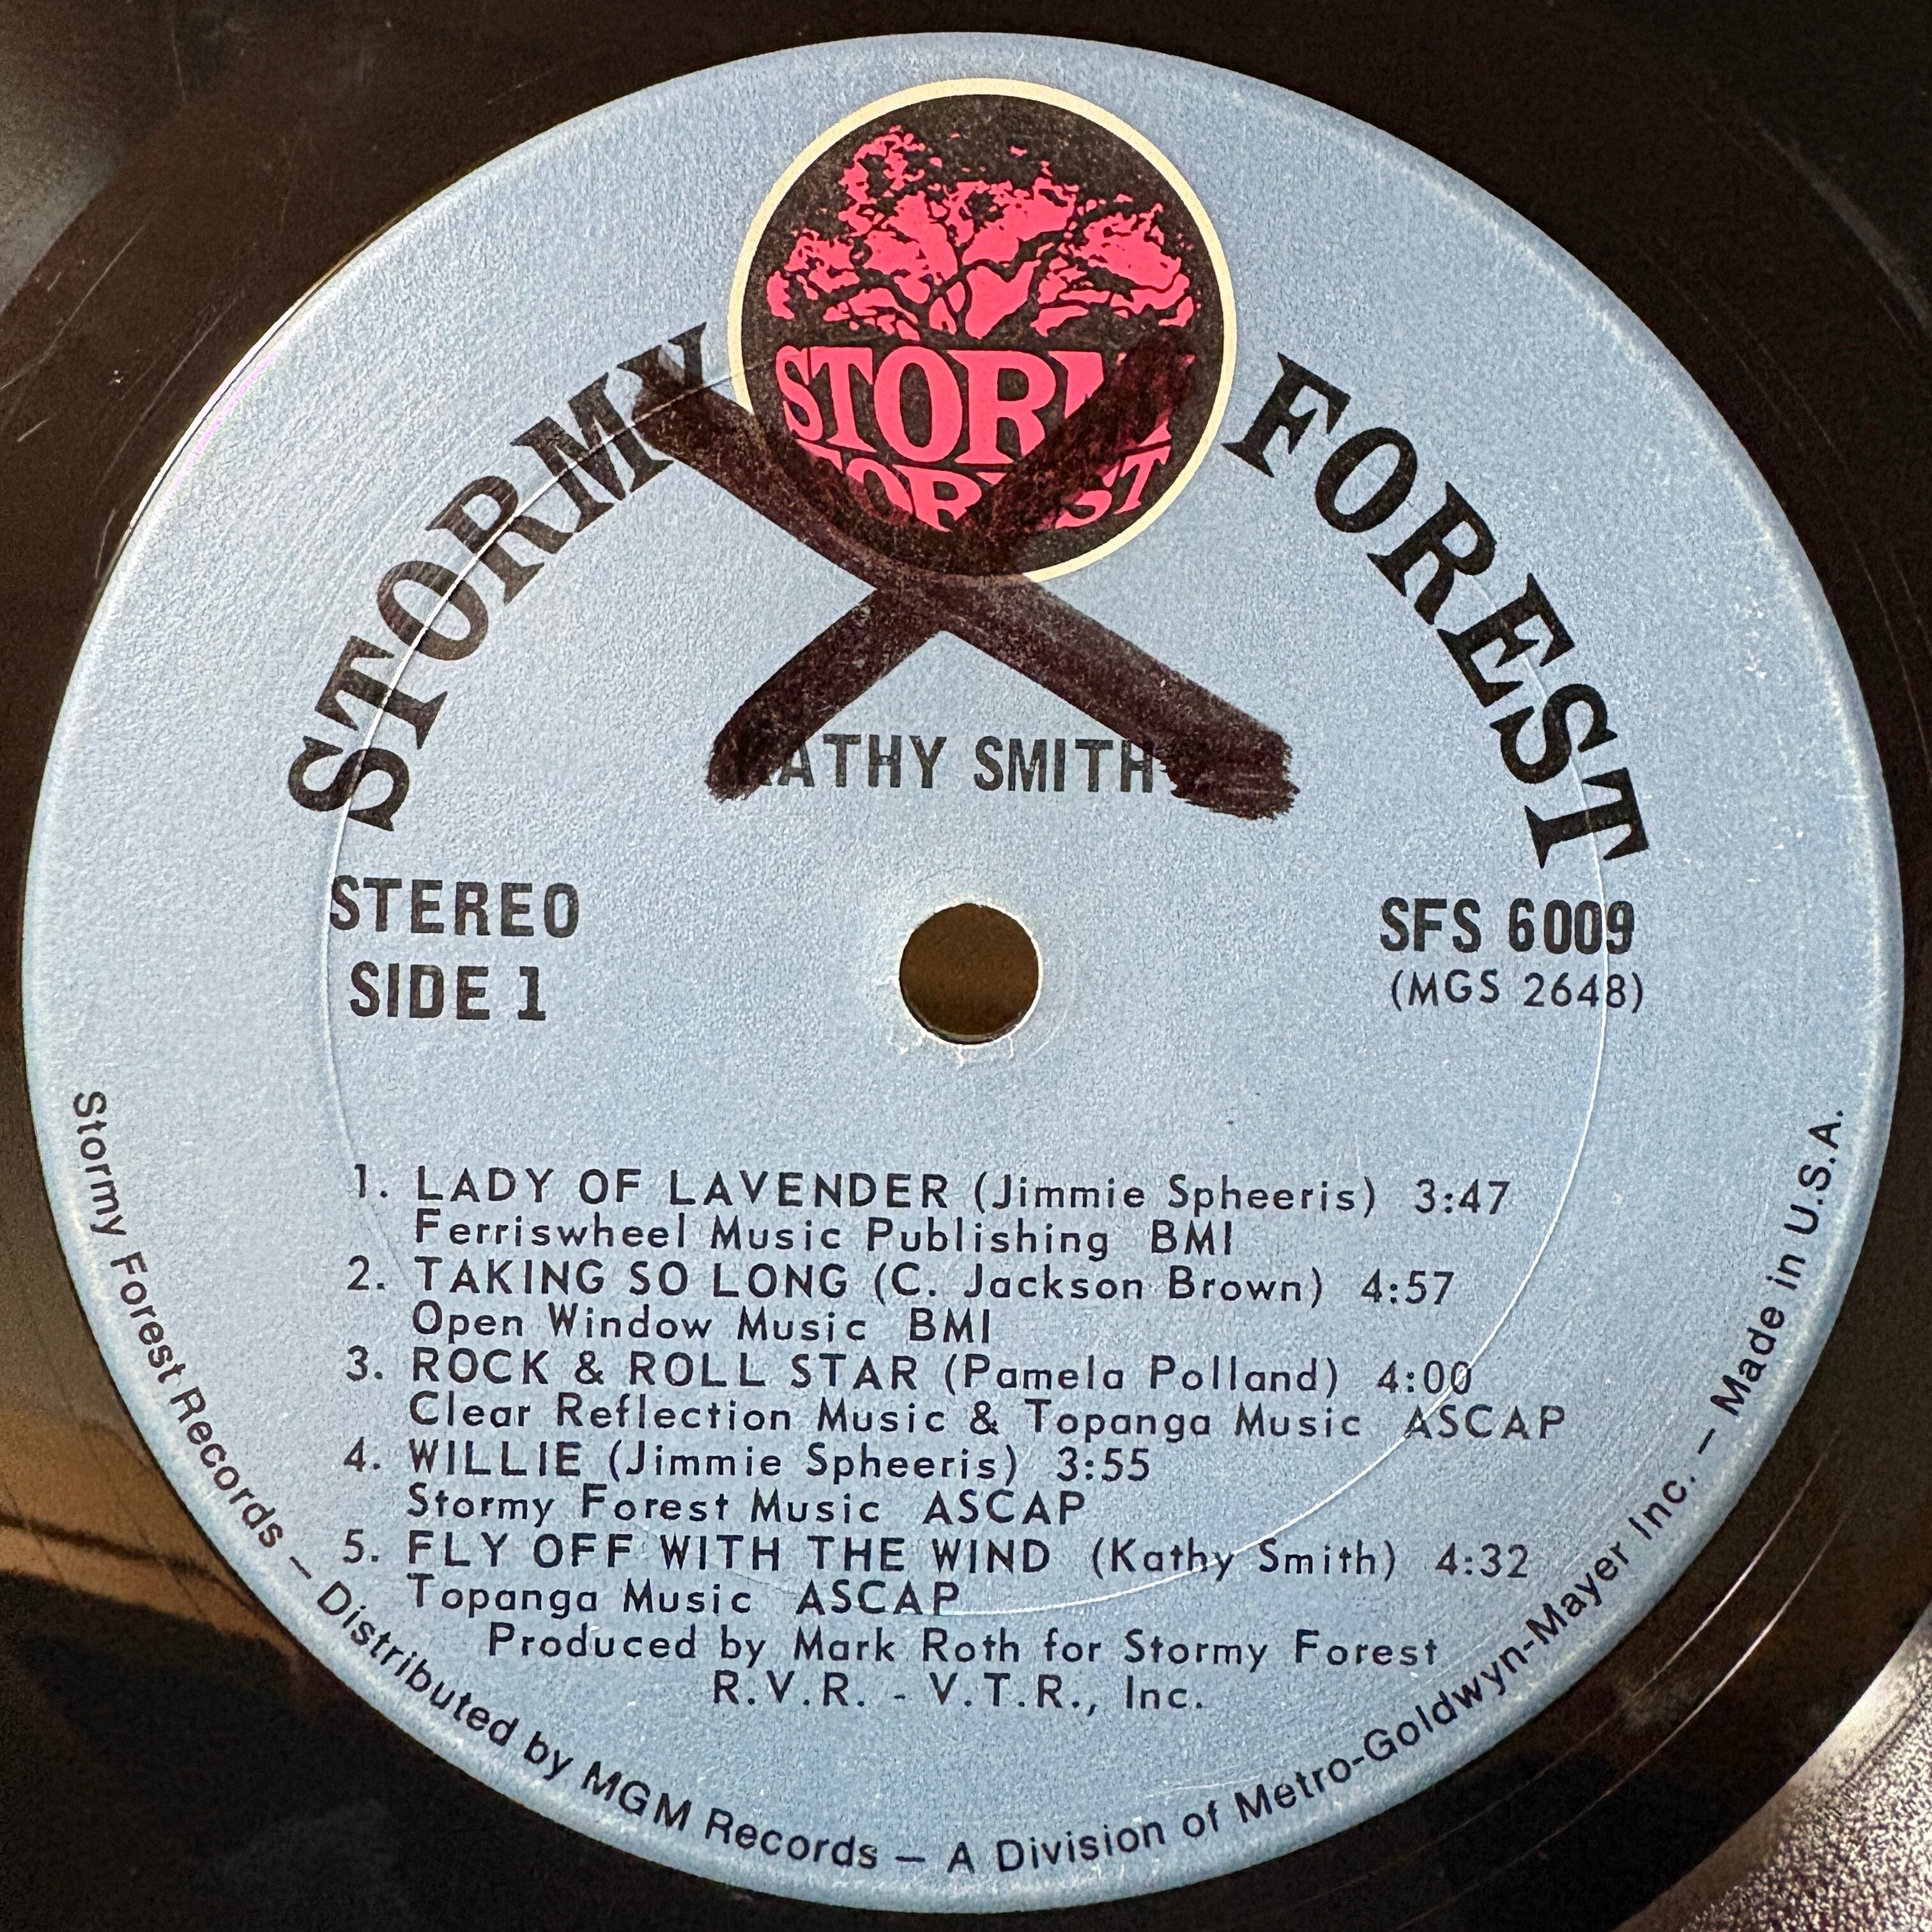 STORMY FOREST
STORMY
FOREST
KATHY SMITH
STEREO
SIDE 1
SFS 6009
(MGS 2648)
1. LADY OF LAVENDER (Jimmie Spheeris) 3:47
Ferriswheel Music Publishing BMI
2. TAKING SO LONG (C. Jackson Brown) 4:57
Open Window Music BMI
3. ROCK & ROLL STAR (Pamela Polland) 4:00
Clear Reflection Music & Topanga Music ASCAP
4. WILLIE (Jimmie Spheeris) 3:55
Stormy Forest Music ASCAP
5. FLY OFF WITH THE WIND (Kathy Smith) 4:32
Topanga Music ASCAP
Produced by Mark Roth for Stormy Forest
R.V.R. - V.T.R., Inc.
Stormy Forest Records — Distributed by MGM Records — A Division of Metro-Goldwyn-Mayer Inc. — Made in U.S.A.